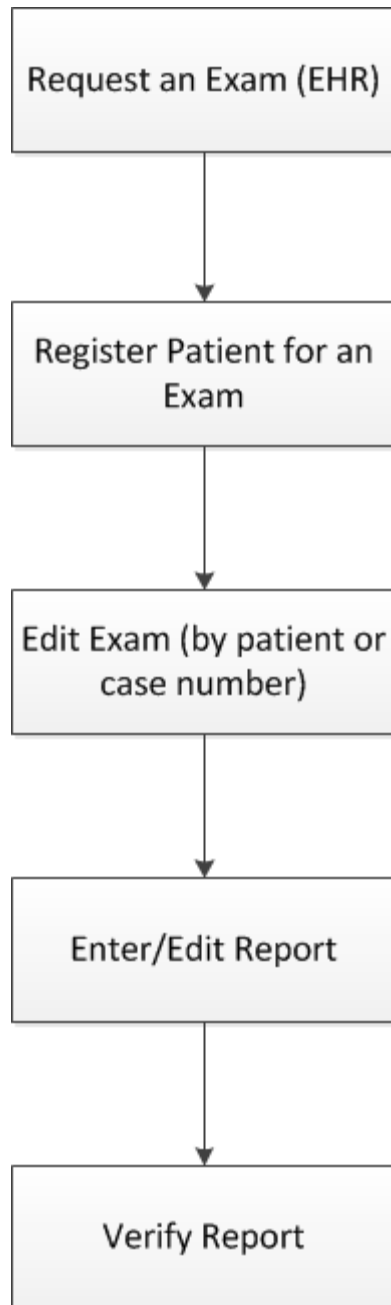 Request an Exam (EHR)
Register Patient for an
Exam
Edit Exam (by patient or
case number)
Enter/Edit Report
Verify Report